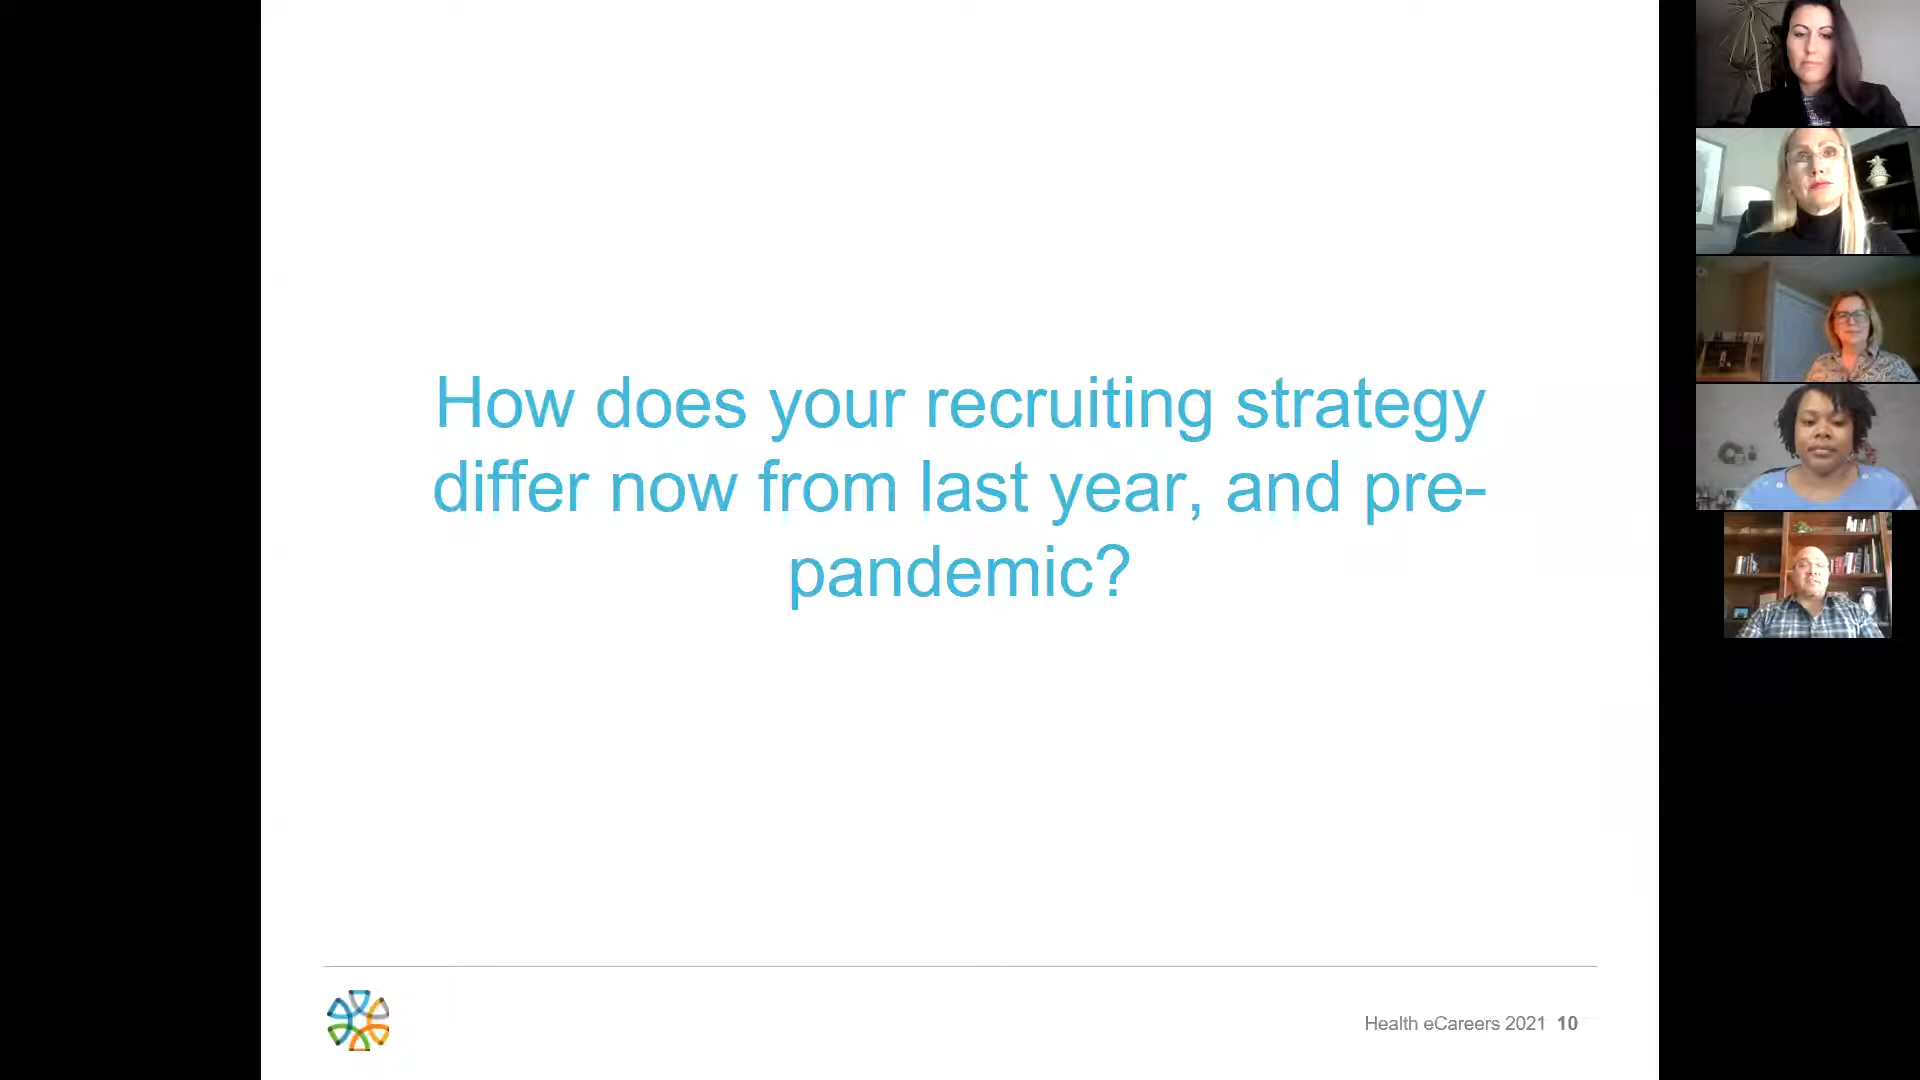 How does your recruiting strategy
differ now from last year, and pre-
pandemic?
Health eCareers 2021 10